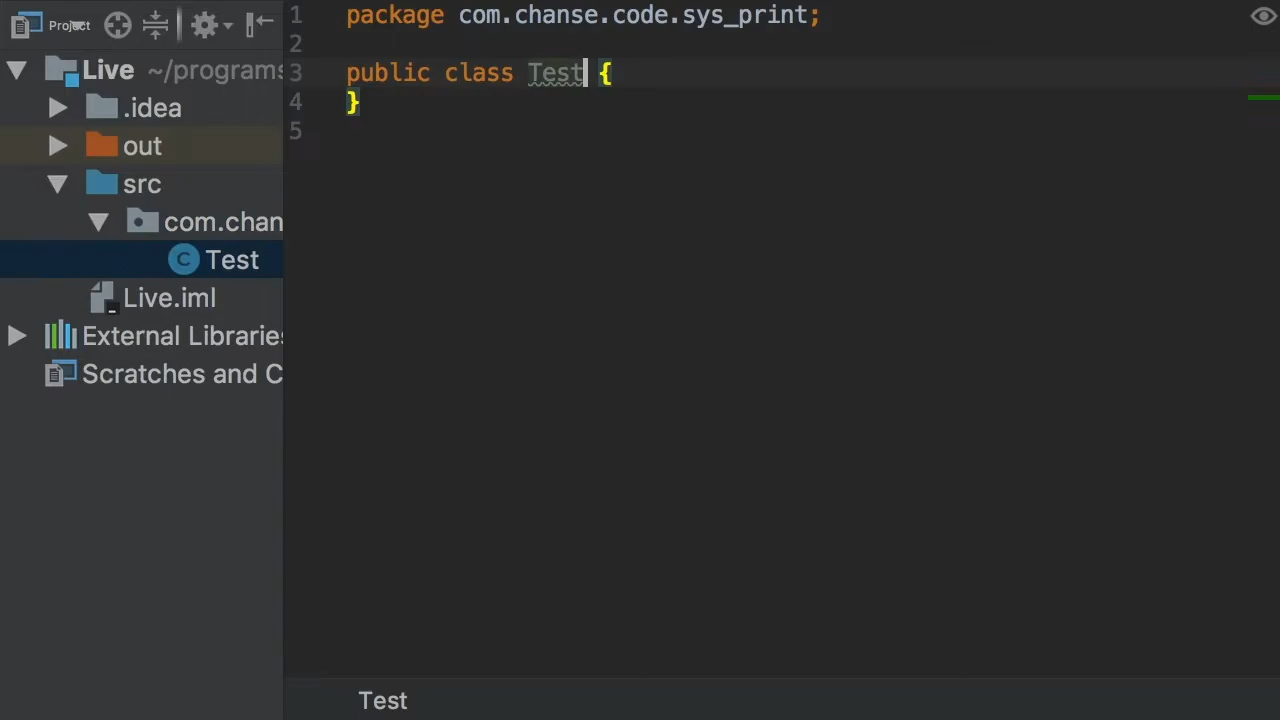 Project
Live ~/programs
.idea
out
src
com.chan
Test
Live.iml
External Libraries
Scratches and C
1 package com.chanse.code.sys_print;
2
3 public class Test {
4 }
5
Test